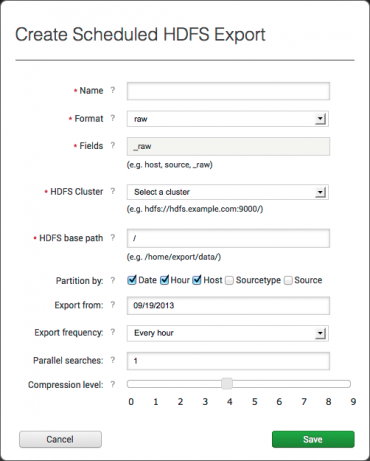 Create Scheduled HDFS Export
* Name ?
* Format ? raw
* Fields ? _raw
(e.g. host, source, _raw)
* HDFS Cluster ? Select a cluster
(e.g. hdfs://hdfs.example.com:9000/)
* HDFS base path ? /
(e.g. /home/export/data/)
Partition by: ? Date Hour Host Sourcetype Source
Export from: ? 09/19/2013
Export frequency: ? Every hour
Parallel searches: ? 1
Compression level: ?
0 1 2 3 4 5 6 7 8 9
Cancel Save